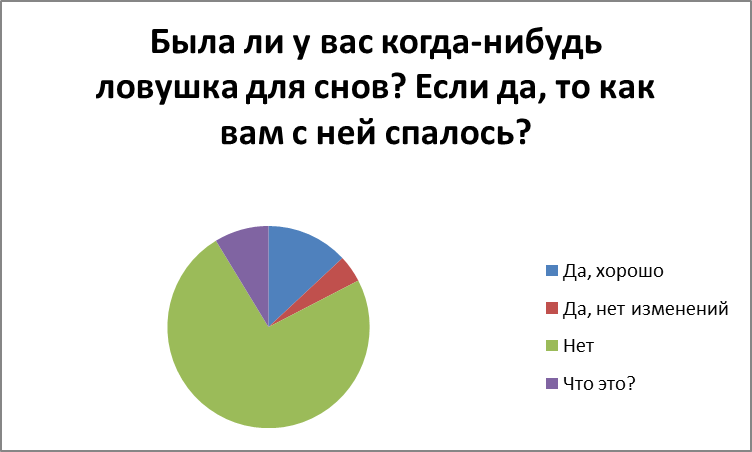 Была ли у вас когда-нибудь
ловушка для снов? Если да, то как
вам с ней спалось?
Да, хорошо
Да, нет изменений
Нет
Что это?